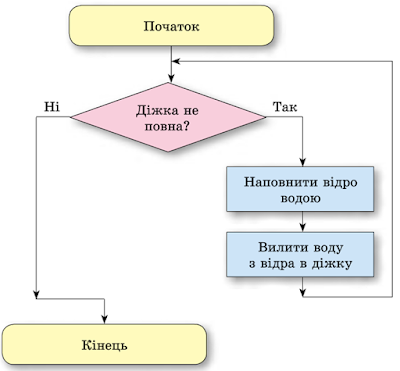 Початок
Ні
Діжка не
повна?
Так
Наповнити відро
водою
Вилити воду
з відра в діжку
Кінець